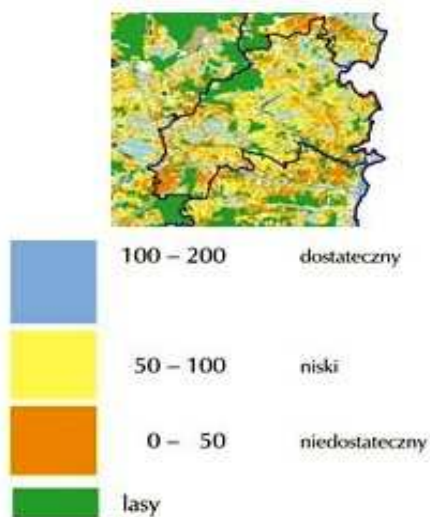 100 – 200 dostateczny
50 – 100 niski
0 – 50 niedostateczny
lasy